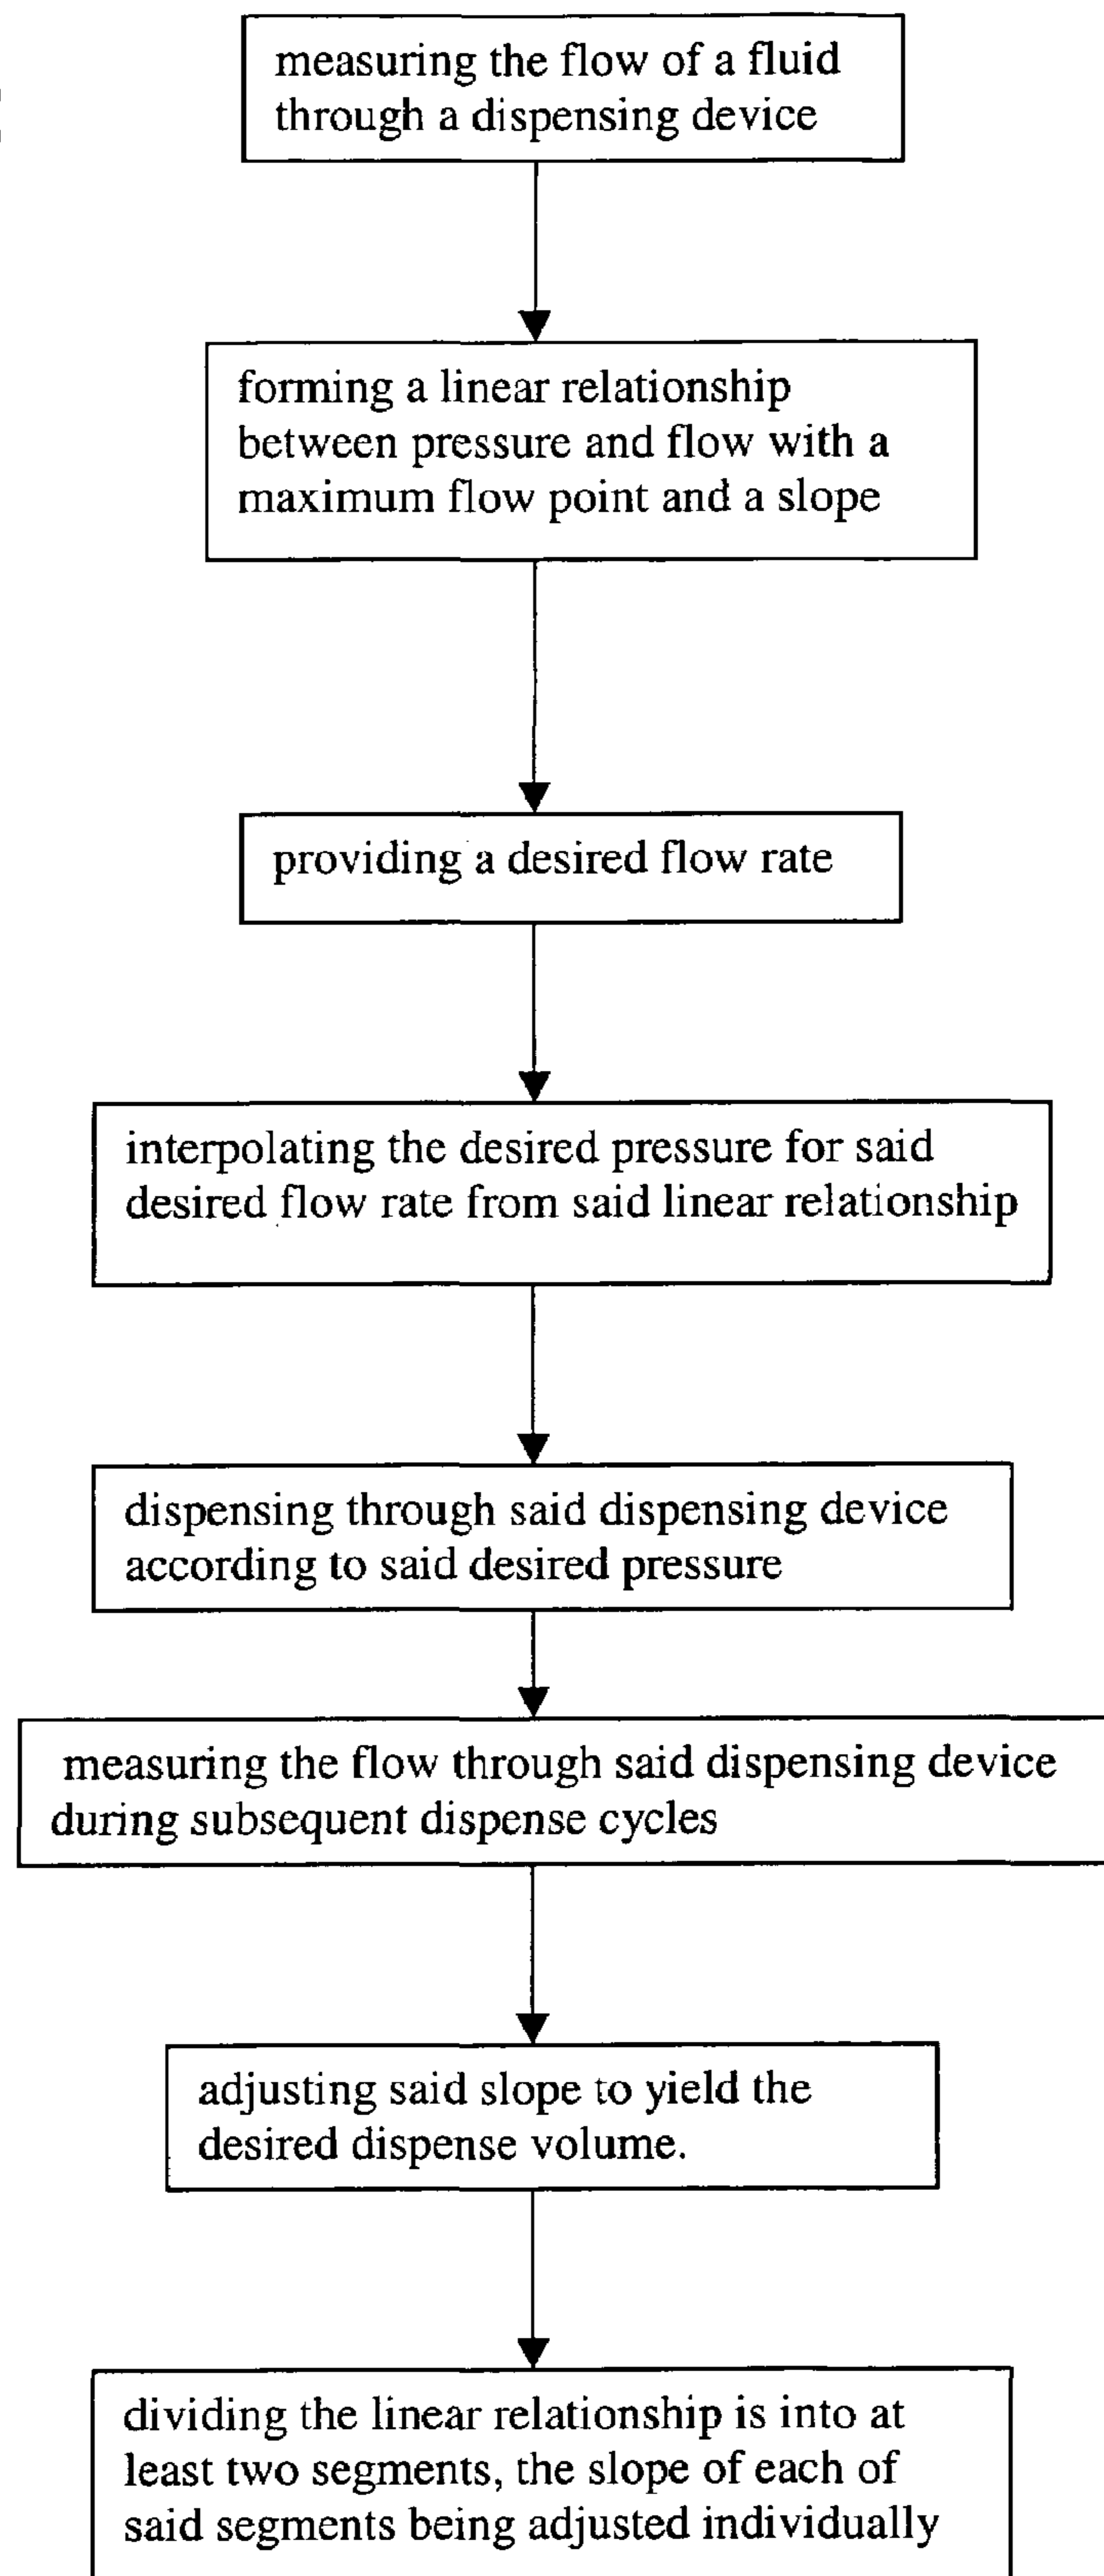 measuring the flow of a fluid
through a dispensing device
forming a linear relationship
between pressure and flow with a
maximum flow point and a slope
providing a desired flow rate
interpolating the desired pressure for said
desired flow rate from said linear relationship
dispensing through said dispensing device
according to said desired pressure
measuring the flow through said dispensing device
during subsequent dispense cycles
adjusting said slope to yield the
desired dispense volume.
dividing the linear relationship is into at
least two segments, the slope of each of
said segments being adjusted individually